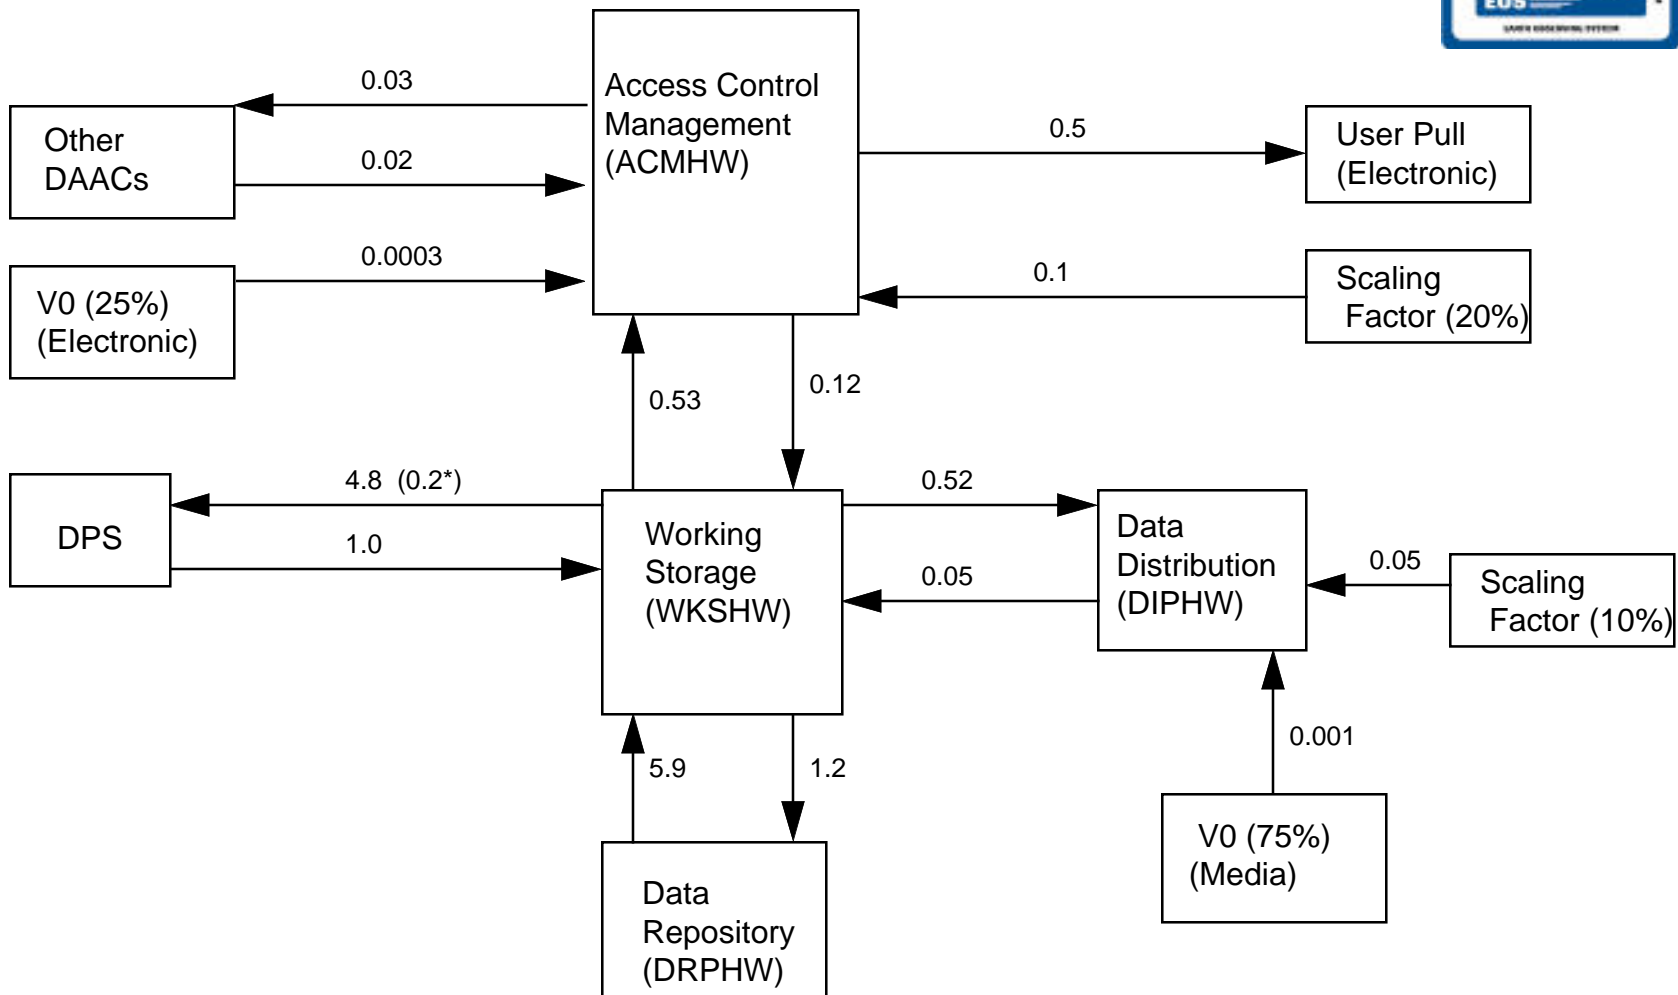 EOS
EARTH OBSERVING SYSTEM
0.03
Access Control
Management
(ACMHW)
Other
DAACs
0.02
0.5
User Pull
(Electronic)
0.0003
V0 (25%)
(Electronic)
0.1
Scaling
Factor (20%)
0.53
0.12
DPS
4.8 (0.2*)
1.0
Working
Storage
(WKSHW)
0.52
0.05
Data
Distribution
(DIPHW)
0.05
Scaling
Factor (10%)
0.001
V0 (75%)
(Media)
5.9
1.2
Data
Repository
(DRPHW)